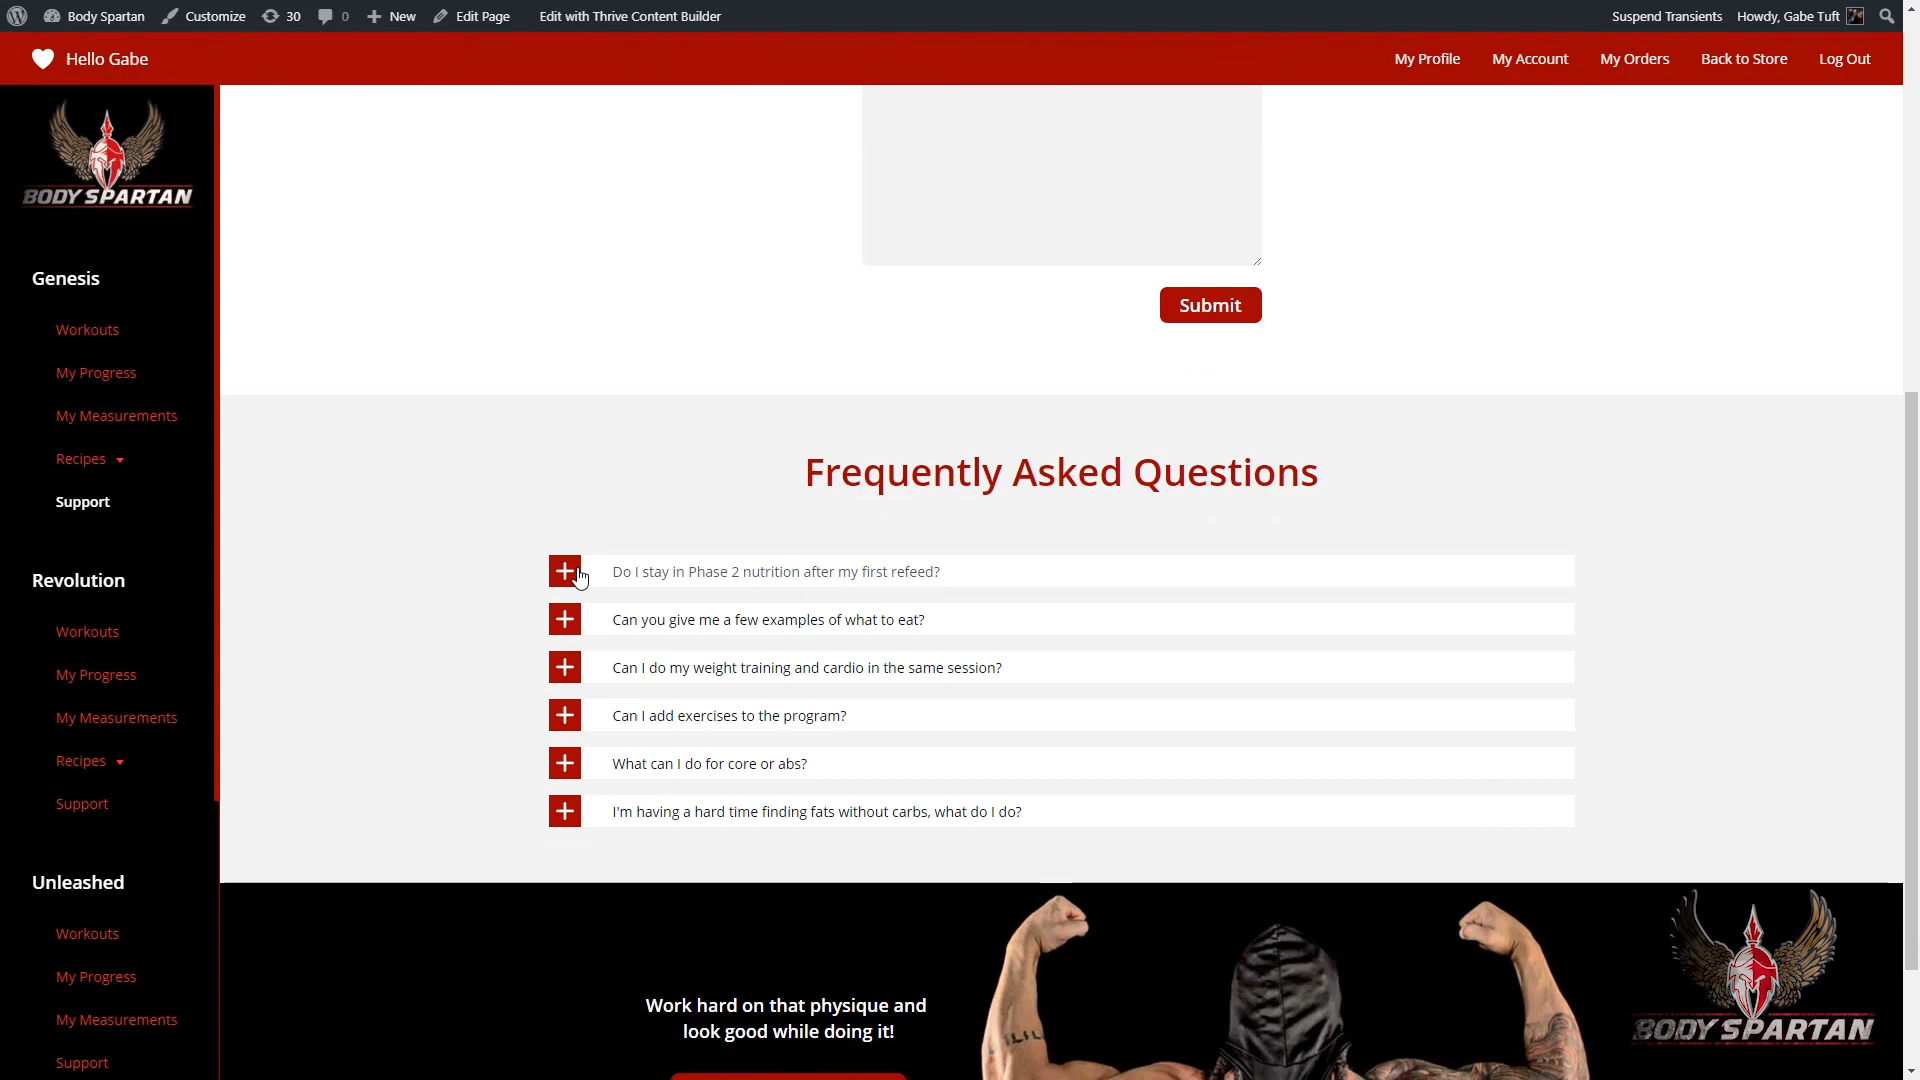 Body Spartan
Customize
30
0
New
Edit Page
Edit with Thrive Content Builder
Suspend Transients
Howdy, Gabe Tuft
Hello Gabe
My Profile
My Account
My Orders
Back to Store
Log Out
BODY SPARTAN
Genesis
Workouts
My Progress
My Measurements
Recipes
Support
Revolution
Workouts
My Progress
My Measurements
Recipes
Support
Unleashed
Workouts
My Progress
My Measurements
Support
Submit
Frequently Asked Questions
Do I stay in Phase 2 nutrition after my first refeed?
Can you give me a few examples of what to eat?
Can I do my weight training and cardio in the same session?
Can I add exercises to the program?
What can I do for core or abs?
I'm having a hard time finding fats without carbs, what do I do?
Work hard on that physique and
look good while doing it!
BODY SPARTAN